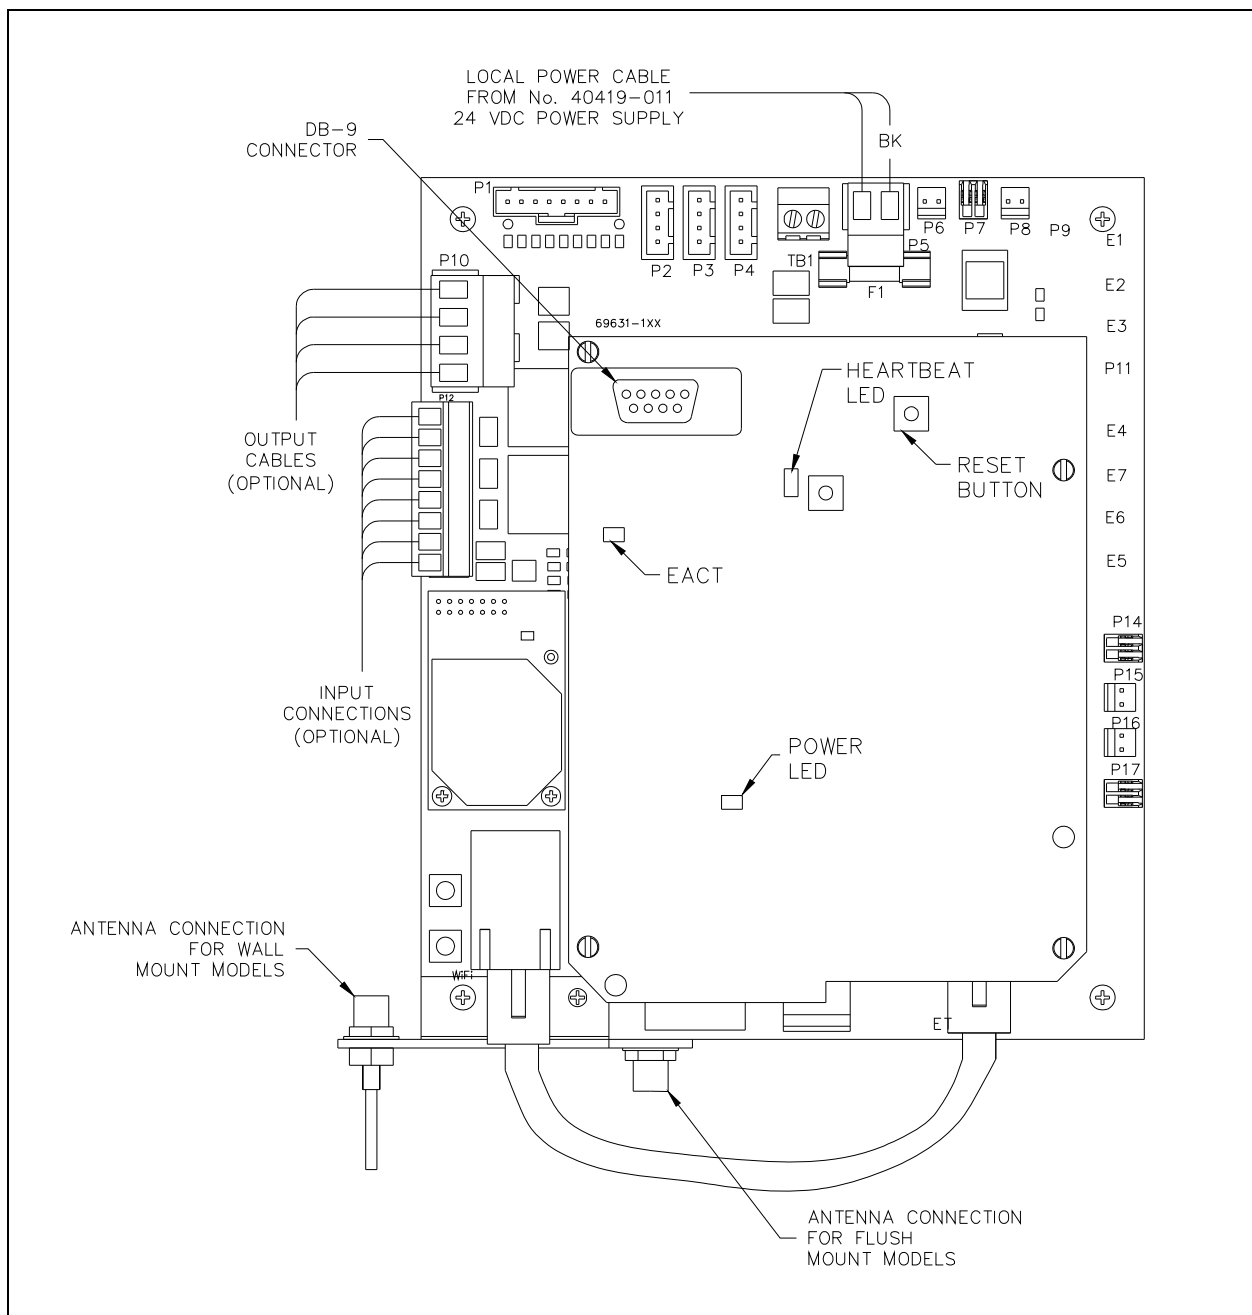 LOCAL POWER CABLE
FROM No. 40419-011
24 VDC POWER SUPPLY
DB-9
CONNECTOR
BK
P1
P2
P3
P4
TB1
P5
F1
P6
P7
P8
P9
E1
E2
E3
P11
E4
E7
E6
E5
P10
69631-1XX
P12
HEARTBEAT
LED
RESET
BUTTON
OUTPUT
CABLES
(OPTIONAL)
EACT
INPUT
CONNECTIONS
(OPTIONAL)
P14
P15
P16
P17
POWER
LED
ANTENNA CONNECTION
FOR WALL
MOUNT MODELS
WiFi
ET
ANTENNA CONNECTION
FOR FLUSH
MOUNT MODELS